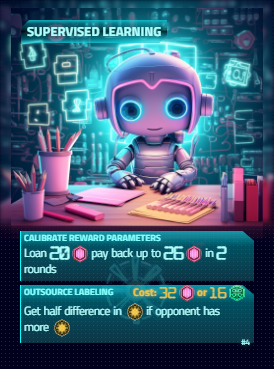 SUPERVISED LEARNING
CALIBRATE REWARD PARAMETERS
Loan 20 pay back up to 26 in 2
rounds
OUTSOURCE LABELING Cost: 32 or 16
Get half difference in if opponent has
more
#4